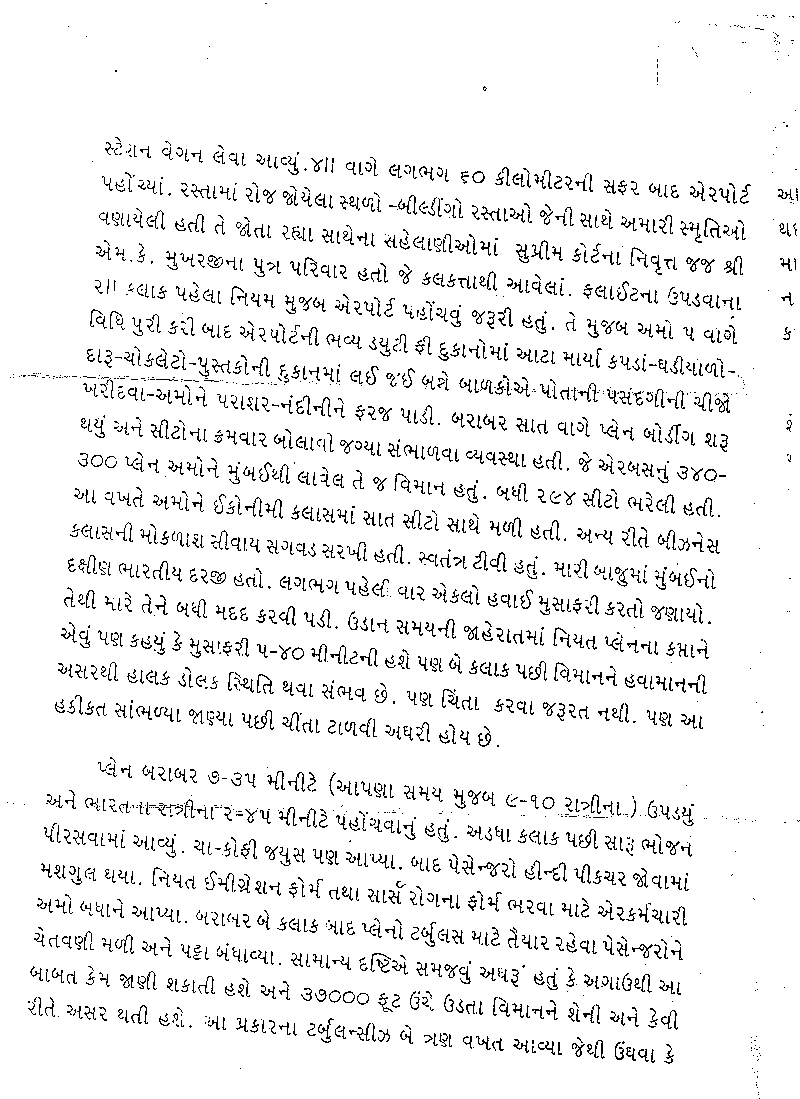 સ્ટેશન વેગન લેવા આવ્યું.૪ાા વાગે લગભગ ૬૦ કીલોમીટરની સફર બાદ એરપોર્ટ
પહોંચ્યાં. રસ્તામાં રોજ જોયેલા સ્થળો -બીલ્ડીંગો રસ્તાઓ જેની સાથે અમારી સ્મૃતિઓ
વણાયેલી હતી તે જોતા રહ્યા સાથેના સહેલાણીઓમાં સુપ્રીમ કોર્ટના નિવૃત્ત જજ શ્રી
એમ.કે. મુખરજીના પુત્ર પરિવાર હતો જે કલકત્તાથી આવેલાં. ફલાઈટના ઉપડવાના
૨ાા કલાક પહેલા નિયમ મુજબ એરપોર્ટ પહોંચવું જરૂરી હતું. તે મુજબ અમો ૫ વાગે
વિધિ પુરી કરી બાદ એરપોર્ટની ભવ્ય ડયુટી ફ્રી દુકાનોમાં આટા માર્યા કપડાં-ઘડીયાળો-
દારૂ-ચોકલેટો-પુસ્તકોની દુકાનમાં લઈ જઈ બશે બાળકોએ પોતાની પસંદગીની ચીજો
ખરીદવા-અમોને પરાશર-નંદીનીને ફરજ પાડી. બરાબર સાત વાગે પ્લેન બોર્ડીંગ શરૂ
થયું અને સીટોના ક્રમવાર બોલાવો જગ્યા સંભાળવા વ્યવસ્થા હતી. જે એરબસનું ૩૪૦-
૩૦૦ પ્લેન અમોને મુંબઈથી લાવેલ તે જ વિમાન હતું. બધી ૨૯૪ સીટો ભરેલી હતી.
આ વખતે અમોને ઈકોનીમી કલાસમાં સાત સીટો સાથે મળી હતી. અન્ય રીતે બીઝનેસ
કલાસની મોકળાશ સીવાય સગવડ સરખી હતી. સ્વતંત્ર ટીવી હતું. મારી બાજુમાં મુંબઈનો
દક્ષીણ ભારતીય દરજી હતો. લગભગ પહેલી વાર એકલો હવાઈ મુસાફરી કરતો જણાયો.
તેથી મારે તેને બધી મદદ કરવી પડી. ઉડાન સમયની જાહેરાતમાં નિયત પ્લેનના કપ્તાને
એવું પણ કહયું કે મુસાફરી ૫-૪૦ મીનીટની હશે પણ બે કલાક પછી વિમાનને હવામાનની
અસરથી હાલક ડોલક સ્થિતિ થવા સંભવ છે. પણ ચિંતા કરવા જરૂરત નથી. પણ આ
હકીકત સાંભળ્યા જાણ્યા પછી ચીંતા ટાળવી અઘરી હોય છે.
પ્લેન બરાબર ૭-૩૫ મીનીટે (આપણા સમય મુજબ ૯-૧૦ રાત્રીના) ઉપડયું
અને ભારતના રાત્રીના ૨-૪૫ મીનીટે પહોંચવાનું હતું. અડધા કલાક પછી સારૂ ભોજન
પીરસવામાં આવ્યું. ચા-કોફી જયુસ પણ આપ્યા. બાદ પેસેન્જરો હીન્દી પીકચર જોવામાં
મશગુલ થયા. નિયત ઈમીગ્રેશન ફોર્મ તથા સાર્સ રોગના ફોર્મ ભરવા માટે એરકર્મચારી
અમો બધાને આપ્યા. બરાબર બે કલાક બાદ પ્લેનો ટર્બુલસ માટે તૈયાર રહેવા પેસેન્જરોને
ચેતવણી મળી અને પટ્ટા બંધાવ્યા. સામાન્ય દષ્ટિએ સમજવું અઘરૂં હતું કે અગાઉથી આ
બાબત કેમ જાણી શકાતી હશે અને ૩૭૦૦૦ ફૂટ ઉંચે ઉડતા વિમાનને શેની અને કેવી
રીતે અસર થતી હશે. આ પ્રકારના ટર્બુલન્સીઝ બે ત્રણ વખત આવ્યા જેથી ઉંઘવા કે